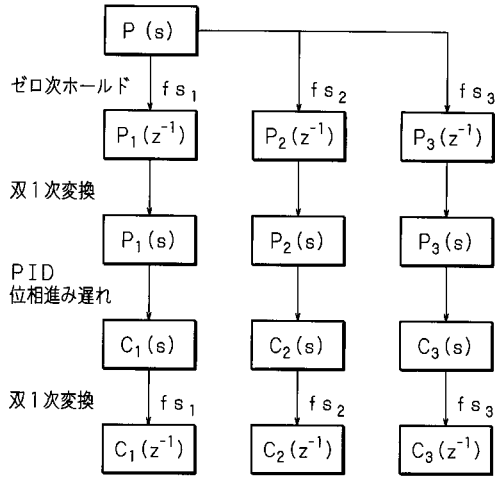 P(s)
ゼロ次ホールド fs₁ fs₂ fs₃
P₁(z⁻¹) P₂(z⁻¹) P₃(z⁻¹)
双1次変換
P₁(s) P₂(s) P₃(s)
PID
位相進み遅れ
C₁(s) C₂(s) C₃(s)
双1次変換 fs₁ fs₂ fs₃
C₁(z⁻¹) C₂(z⁻¹) C₃(z⁻¹)